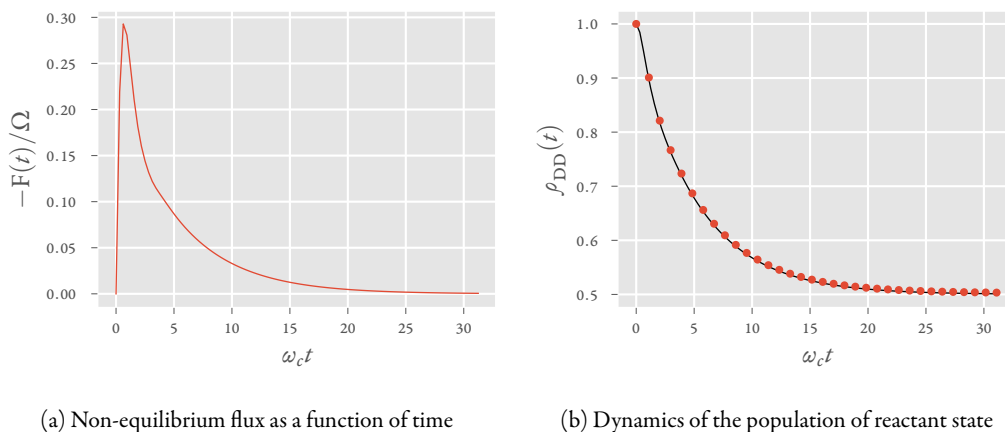 0.30
0.25
0.20
0.15
0.10
0.05
0.00
−F(t)/Ω
0 5 10 15 20 25 30
ω_c t
(a) Non-equilibrium flux as a function of time
1.0
0.9
0.8
0.7
0.6
0.5
ρ_DD(t)
0 5 10 15 20 25 30
ω_c t
(b) Dynamics of the population of reactant state